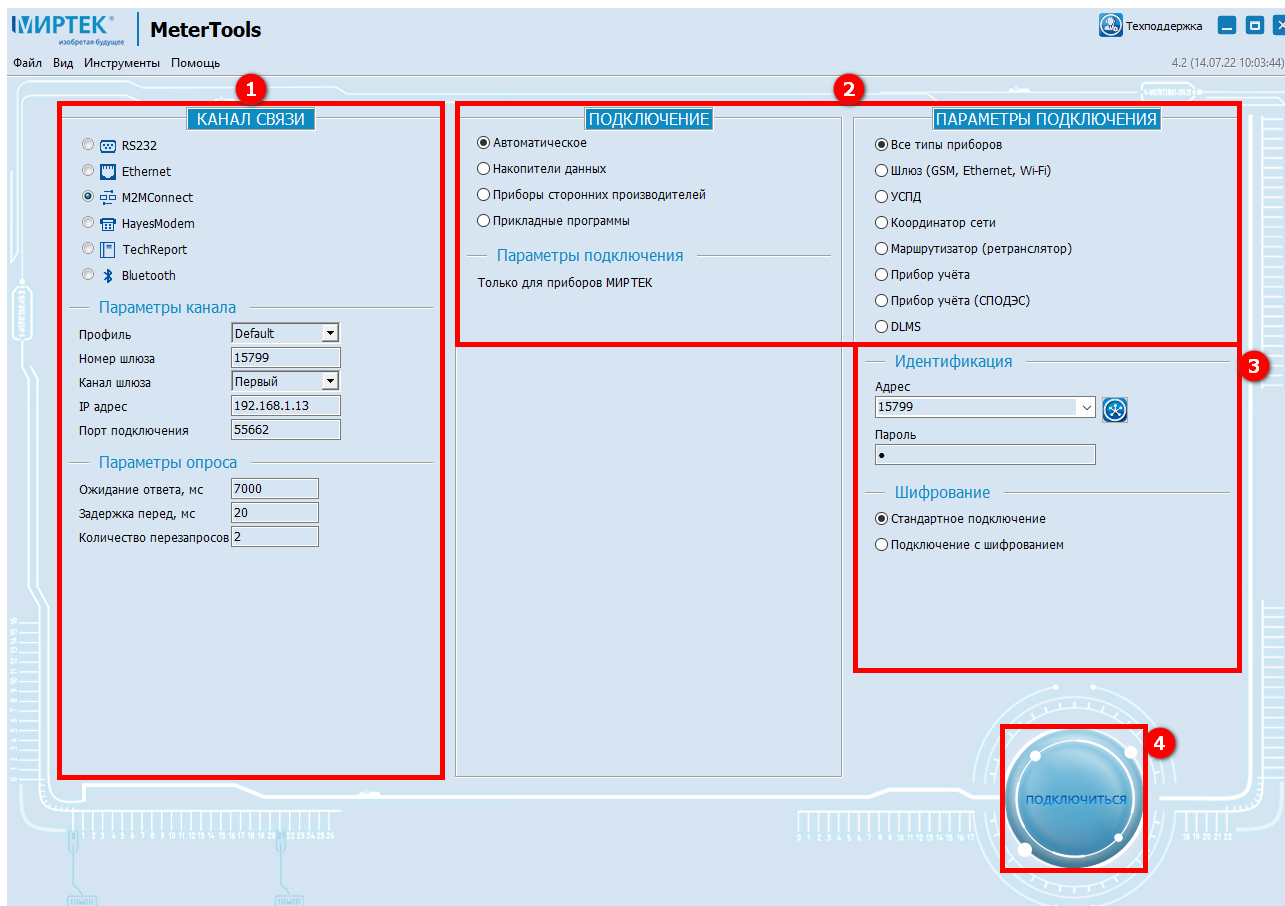 МИРТЕК®
изобретая будущее
MeterTools
Техподдержка
Файл Вид Инструменты Помощь
4.2 (14.07.22 10:03:44)
1
2
КАНАЛ СВЯЗИ
RS232
Ethernet
M2MConnect
HayesModem
TechReport
Bluetooth
Параметры канала
Профиль Default
Номер шлюза 15799
Канал шлюза Первый
IP адрес 192.168.1.13
Порт подключения 55662
Параметры опроса
Ожидание ответа, мс 7000
Задержка перед, мс 20
Количество перезапросов 2
ПОДКЛЮЧЕНИЕ
Автоматическое
Накопители данных
Приборы сторонних производителей
Прикладные программы
Параметры подключения
Только для приборов МИРТЕК
ПАРАМЕТРЫ ПОДКЛЮЧЕНИЯ
Все типы приборов
Шлюз (GSM, Ethernet, Wi-Fi)
УСПД
Координатор сети
Маршрутизатор (ретранслятор)
Прибор учёта
Прибор учёта (СПОДЭС)
DLMS
3
Идентификация
Адрес
15799
Пароль
•
Шифрование
Стандартное подключение
Подключение с шифрованием
4
ПОДКЛЮЧИТЬСЯ